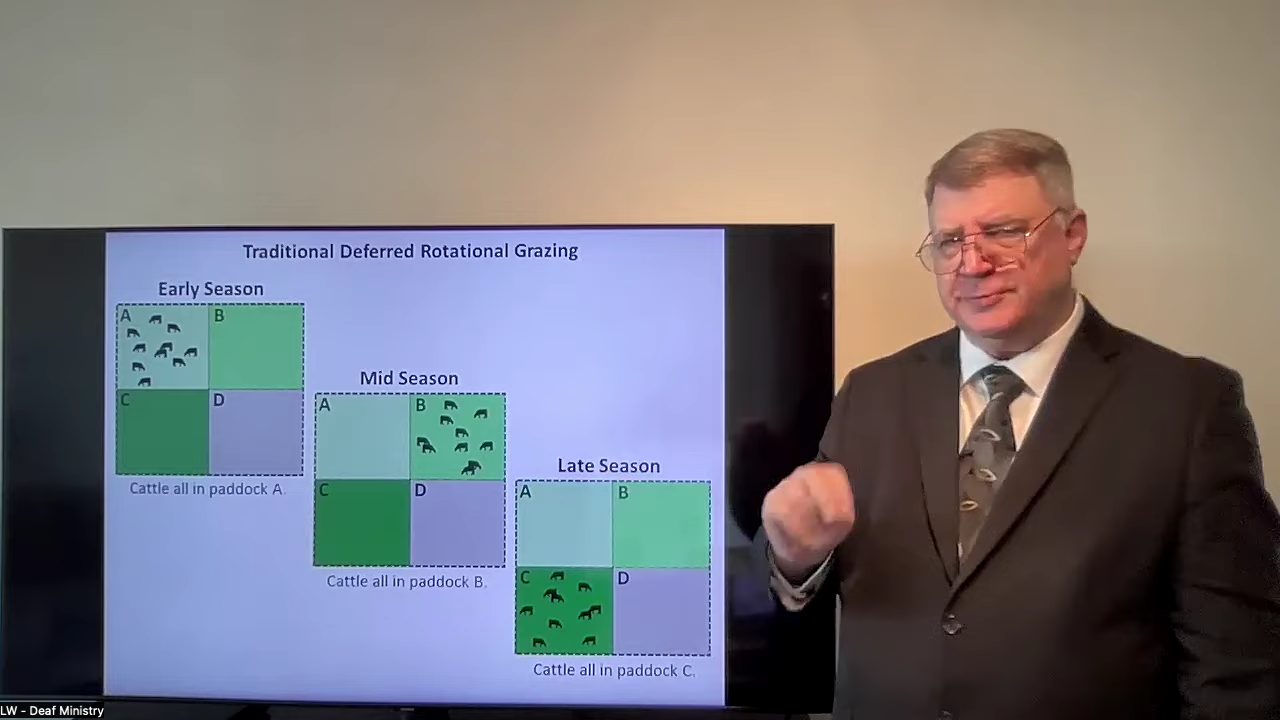 Traditional Deferred Rotational Grazing
Early Season
A
B
C
D
Cattle all in paddock A.
Mid Season
A
B
C
D
Cattle all in paddock B.
Late Season
A
B
C
D
Cattle all in paddock C.
LW - Deaf Ministry